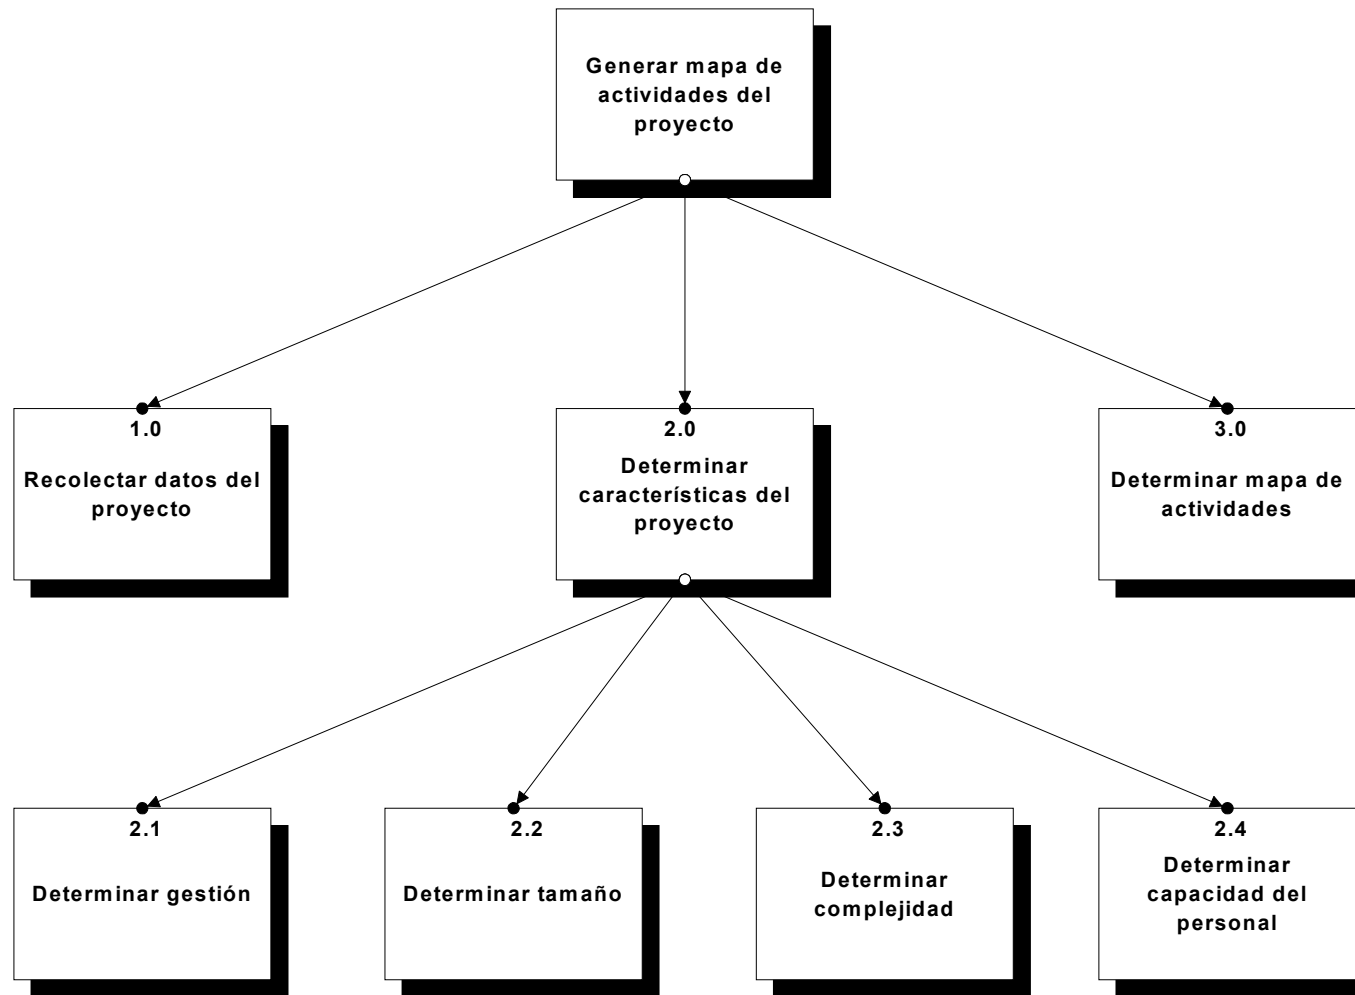 Generar mapa de
actividades del
proyecto
1.0
Recolectar datos del
proyecto
2.0
Determinar
características del
proyecto
3.0
Determinar mapa de
actividades
2.1
Determinar gestión
2.2
Determinar tamaño
2.3
Determinar
complejidad
2.4
Determinar
capacidad del
personal